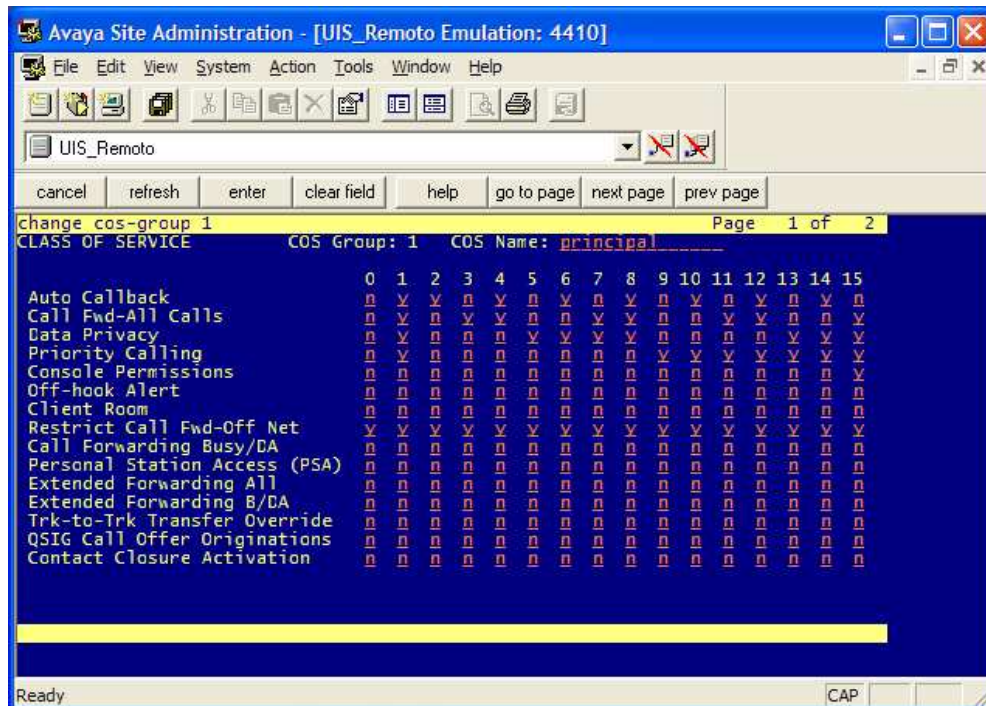 Avaya Site Administration - [UIS_Remoto Emulation: 4410]
File Edit View System Action Tools Window Help
UIS_Remoto
cancel refresh enter clear field help go to page next page prev page
change cos-group 1 Page 1 of 2
CLASS OF SERVICE COS Group: 1 COS Name: principal
0 1 2 3 4 5 6 7 8 9 10 11 12 13 14 15
Auto Callback n y y n y n y n y n y n y n y n
Call Fwd-All Calls n y n y y n n y y n n y y n n y
Data Privacy n y n n n y y y y n n n n y y y
Priority Calling n y n n n n n n n y y y y y y y
Console Permissions n n n n n n n n n n n n n n n y
Off-hook Alert n n n n n n n n n n n n n n n n
Client Room n n n n n n n n n n n n n n n n
Restrict Call Fwd-Off Net y y y y y y y y y y y y y y y y
Call Forwarding Busy/DA n n n n n n n n n n n n n n n n
Personal Station Access (PSA) n n n n n n n n n n n n n n n n
Extended Forwarding All n n n n n n n n n n n n n n n n
Extended Forwarding B/DA n n n n n n n n n n n n n n n n
Trk-to-Trk Transfer Override n n n n n n n n n n n n n n n n
QSIG Call Offer Originations n n n n n n n n n n n n n n n n
Contact Closure Activation n n n n n n n n n n n n n n n n
Ready CAP